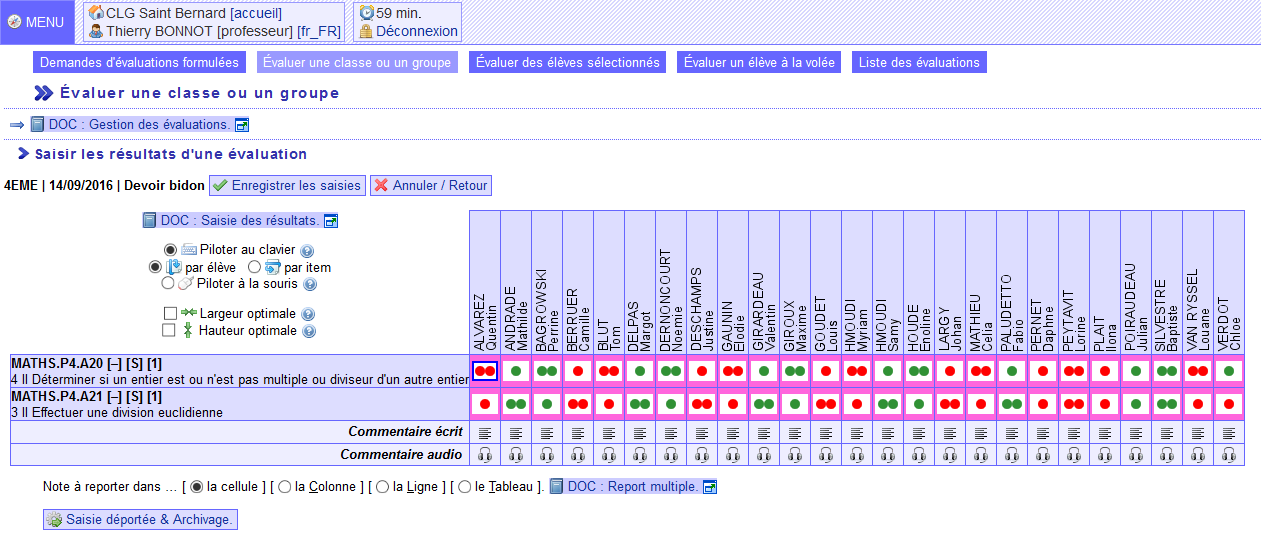 MENU
CLG Saint Bernard [accueil]
Thierry BONNOT [professeur] [fr_FR]
59 min.
Déconnexion
Demandes d'évaluations formulées
Évaluer une classe ou un groupe
Évaluer des élèves sélectionnés
Évaluer un élève à la volée
Liste des évaluations
Évaluer une classe ou un groupe
DOC : Gestion des évaluations.
Saisir les résultats d'une évaluation
4EME | 14/09/2016 | Devoir bidon
Enregistrer les saisies
Annuler / Retour
DOC : Saisie des résultats.
Piloter au clavier
par élève
par item
Piloter à la souris
Largeur optimale
Hauteur optimale
ALVAREZ
Quentin
ANDRADE
Mathilde
BAGROWSKI
Perrine
BERRUER
Camille
BLUT
Tom
DELPAS
Margot
DERNONCOURT
Noemie
DESCHAMPS
Justine
GAUNIN
Elodie
GIRARDEAU
Valentin
GIROUX
Maxime
GOUDET
Louis
HMOUDI
Myriam
HMOUDI
Samy
HOUDE
Enoline
LARGY
Johan
MATHIEU
Celia
PALUDETTO
Fabio
PERNET
Daphne
PEYTAVIT
Lorine
PLAIT
Ilona
POIRAUDEAU
Julian
SILVESTRE
Baptiste
VAN RYSSEL
Louane
VERDOT
Chloe
MATHS.P4.A20 [–] [S] [1]
4 II Déterminer si un entier est ou n'est pas multiple ou diviseur d'un autre entier
MATHS.P4.A21 [–] [S] [1]
3 II Effectuer une division euclidienne
Commentaire écrit
Commentaire audio
Note à reporter dans ... [ la cellule ] [ la Colonne ] [ la Ligne ] [ le Tableau ].
DOC : Report multiple.
Saisie déportée & Archivage.